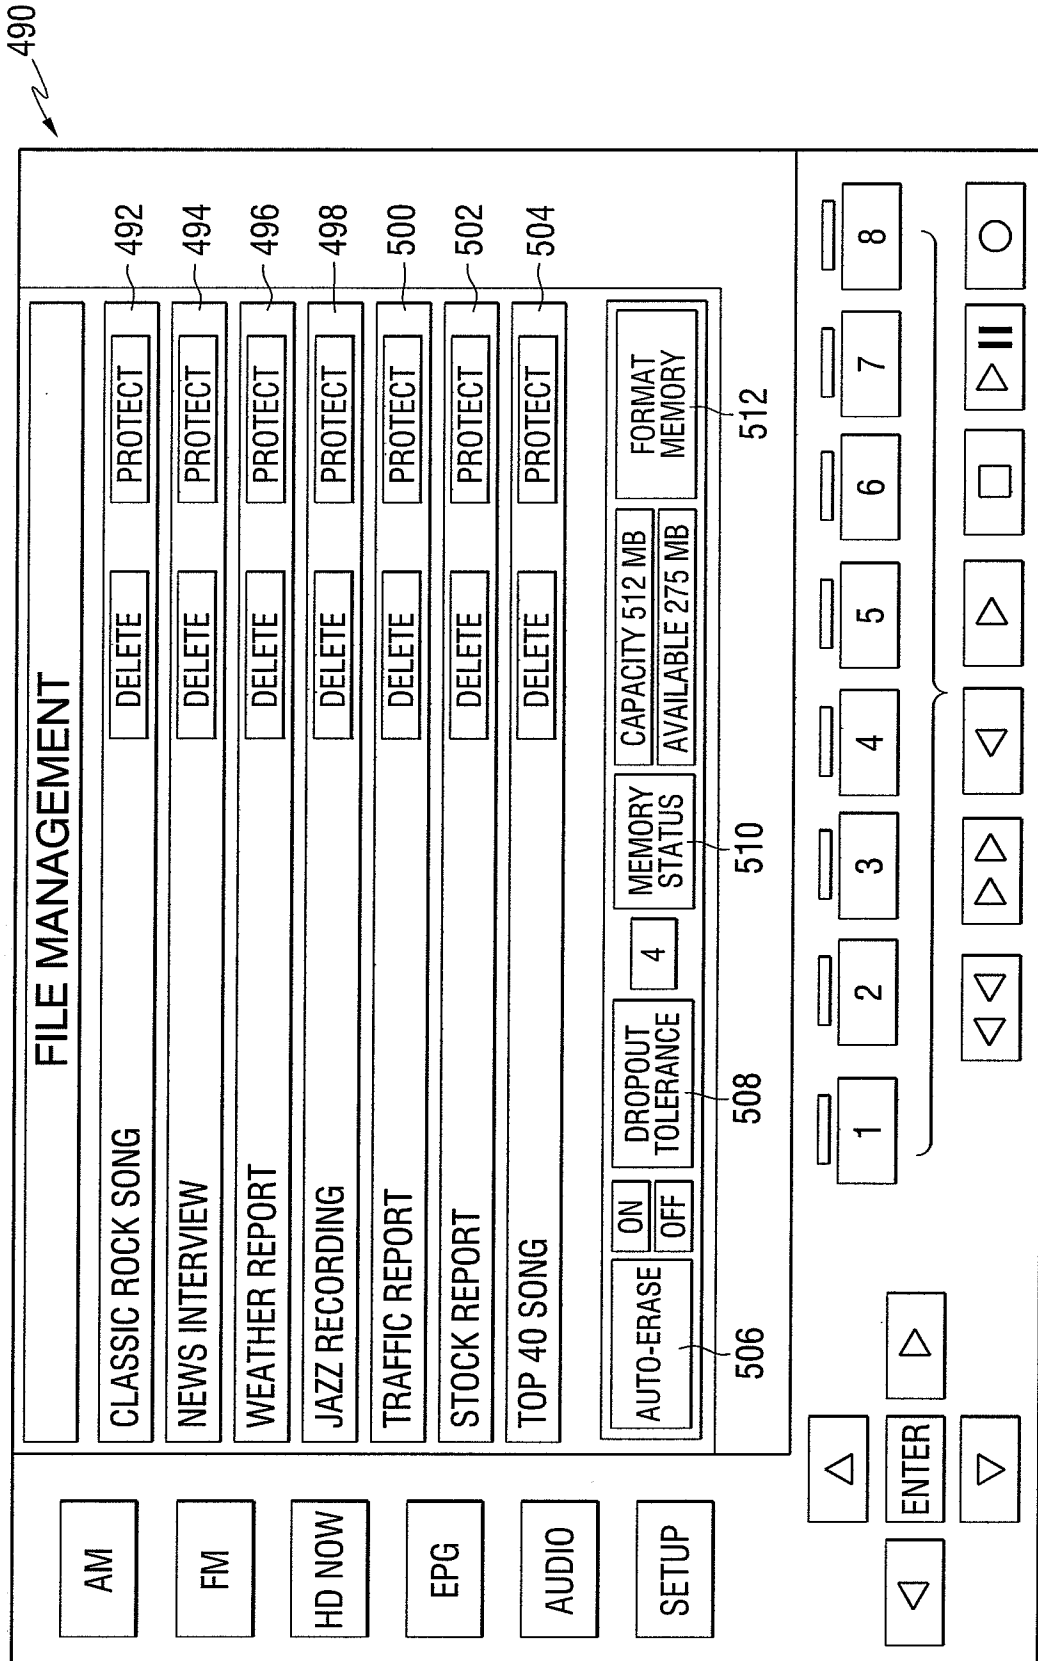 490
FILE MANAGEMENT
CLASSIC ROCK SONG DELETE PROTECT 492
NEWS INTERVIEW DELETE PROTECT 494
WEATHER REPORT DELETE PROTECT 496
JAZZ RECORDING DELETE PROTECT 498
TRAFFIC REPORT DELETE PROTECT 500
STOCK REPORT DELETE PROTECT 502
TOP 40 SONG DELETE PROTECT 504
AUTO-ERASE
ON
OFF
DROPOUT
TOLERANCE
4
MEMORY
STATUS
CAPACITY 512 MB
AVAILABLE 275 MB
FORMAT
MEMORY
506
508
510
512
AM
FM
HD NOW
EPG
AUDIO
SETUP
1 2 3 4 5 6 7 8
ENTER